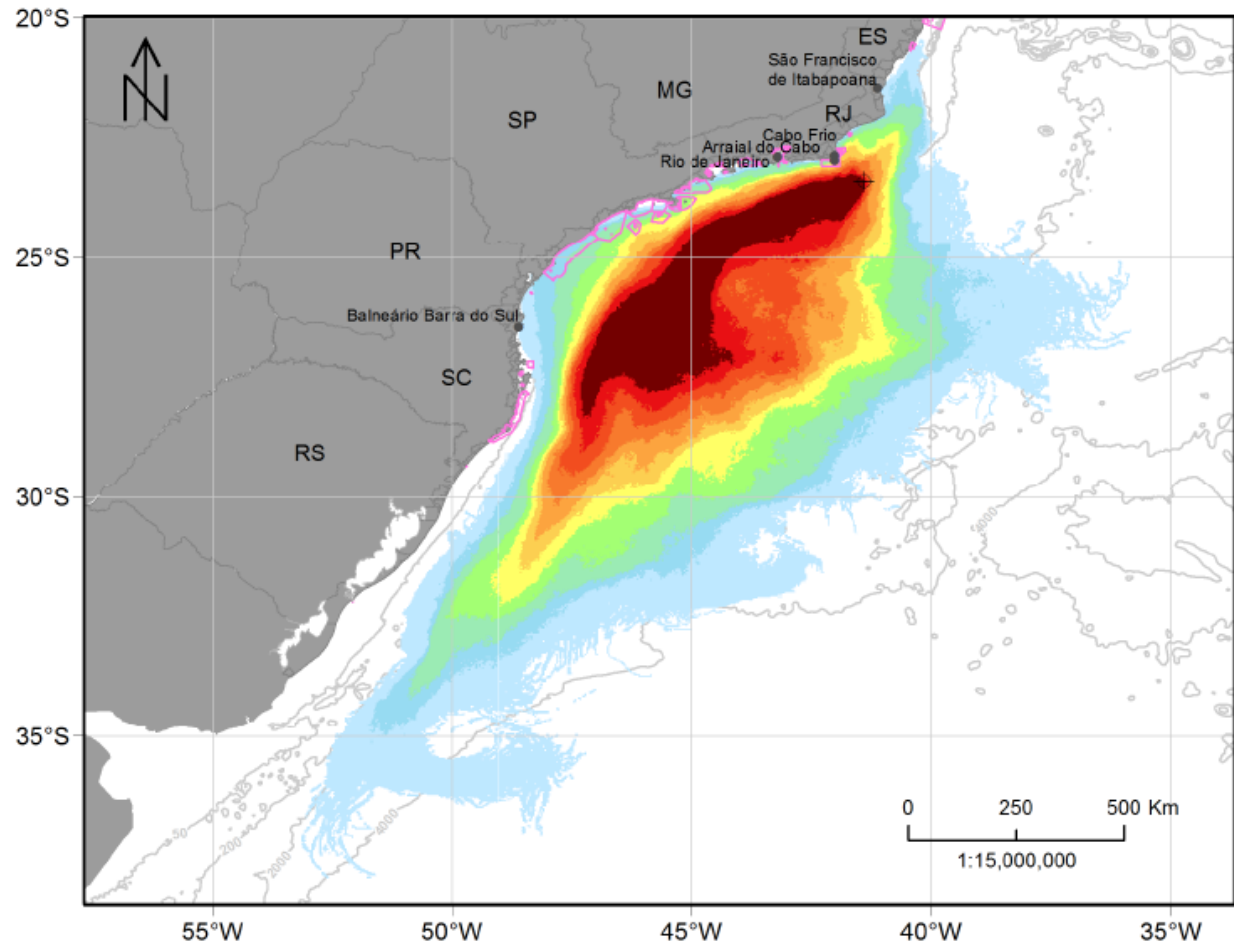 20°S
ES
São Francisco
de Itabapoana
MG
SP
RJ
Cabo Frio
Arraial do Cabo
Rio de Janeiro
N
25°S
PR
Balneário Barra do Sul
SC
RS
30°S
4000
35°S
0 250 500 Km
1:15,000,000
50
200
2000
4000
55°W 50°W 45°W 40°W 35°W